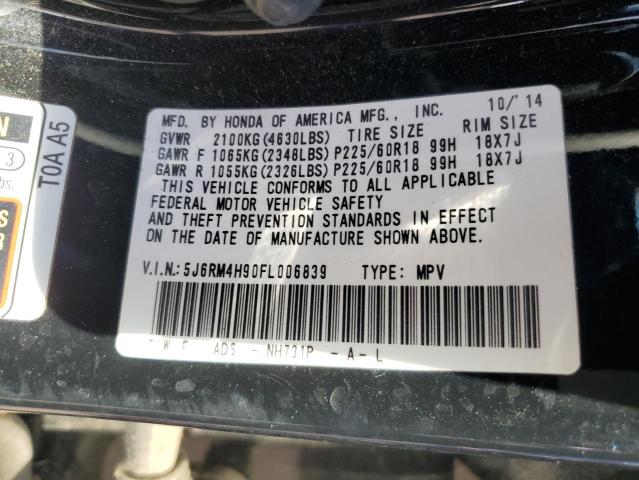 MFD. BY HONDA OF AMERICA MFG., INC. 10/'14
GVWR 2100KG(4630LBS) TIRE SIZE RIM SIZE
GAWR F 1065KG(2348LBS) P225/60R18 99H 18X7J
GAWR R 1055KG(2326LBS) P225/60R18 99H 18X7J
THIS VEHICLE CONFORMS TO ALL APPLICABLE
FEDERAL MOTOR VEHICLE SAFETY
AND THEFT PREVENTION STANDARDS IN EFFECT
ON THE DATE OF MANUFACTURE SHOWN ABOVE.
V.I.N.: 5J6RM4H90FL006839 TYPE: MPV
ADS - NH731P - A - L
T0A A5
3